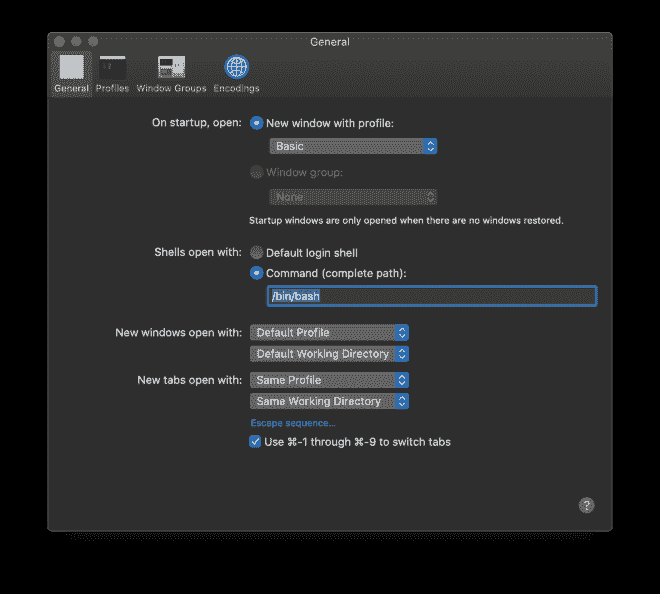 General
General Profiles Window Groups Encodings
On startup, open: New window with profile:
Basic
Window group:
None
Startup windows are only opened when there are no windows restored.
Shells open with: Default login shell
Command (complete path):
/bin/bash
New windows open with: Default Profile
Default Working Directory
New tabs open with: Same Profile
Same Working Directory
Escape sequence...
Use ⌘-1 through ⌘-9 to switch tabs
?